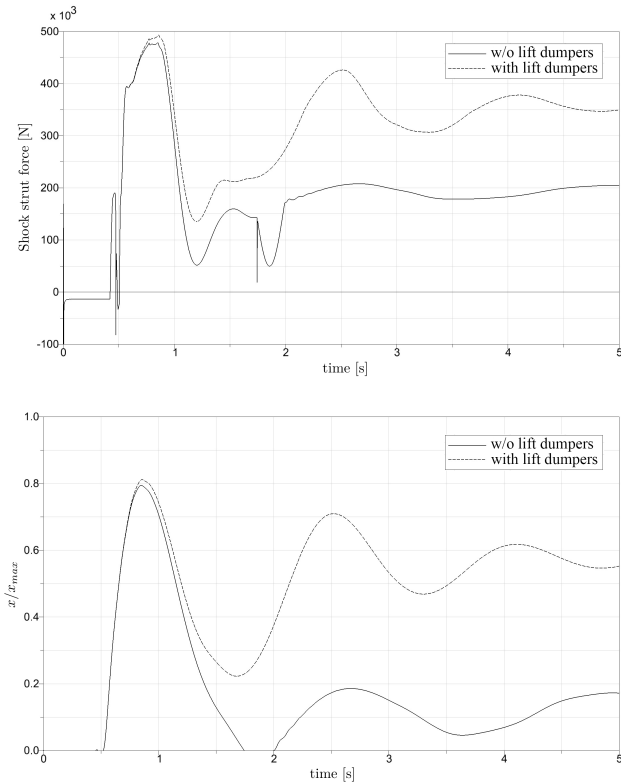 x 10³
500
400
300
200
100
0
-100
Shock strut force [N]
w/o lift dumpers
with lift dumpers
0 1 2 3 4 5
time [s]
1.0
0.8
0.6
0.4
0.2
0.0
x/x_max
w/o lift dumpers
with lift dumpers
0 1 2 3 4 5
time [s]